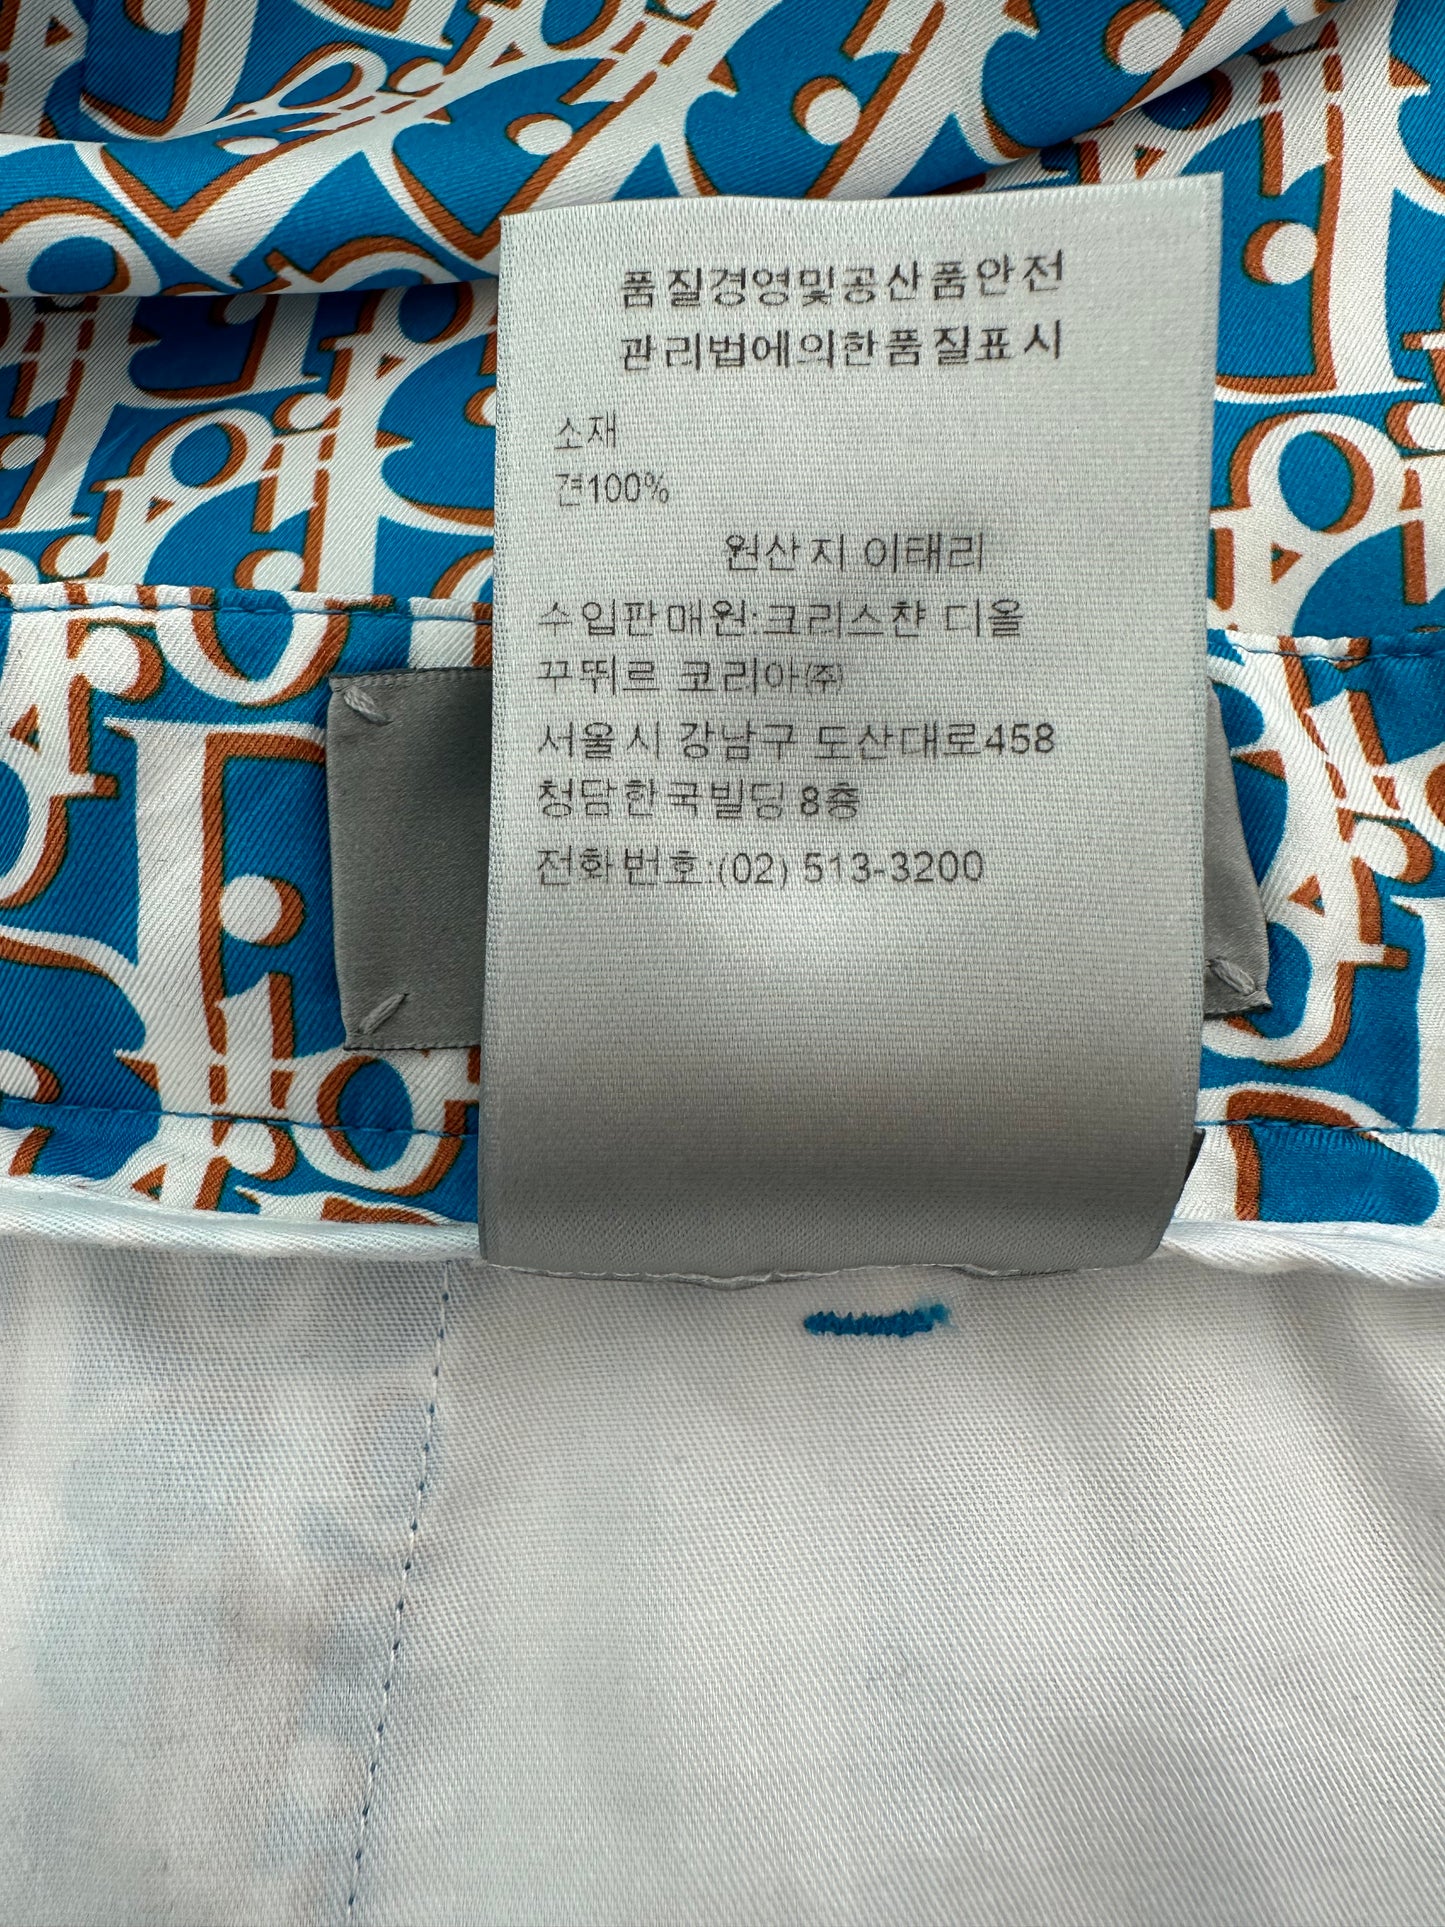 품질경영및공산품안전
관리법에의한품질표시
소재
견100%
원산지 이태리
수입판매원:크리스챤 디올
꾸뛰르 코리아㈜
서울시 강남구 도산대로458
청담한국빌딩 8층
전화번호:(02) 513-3200